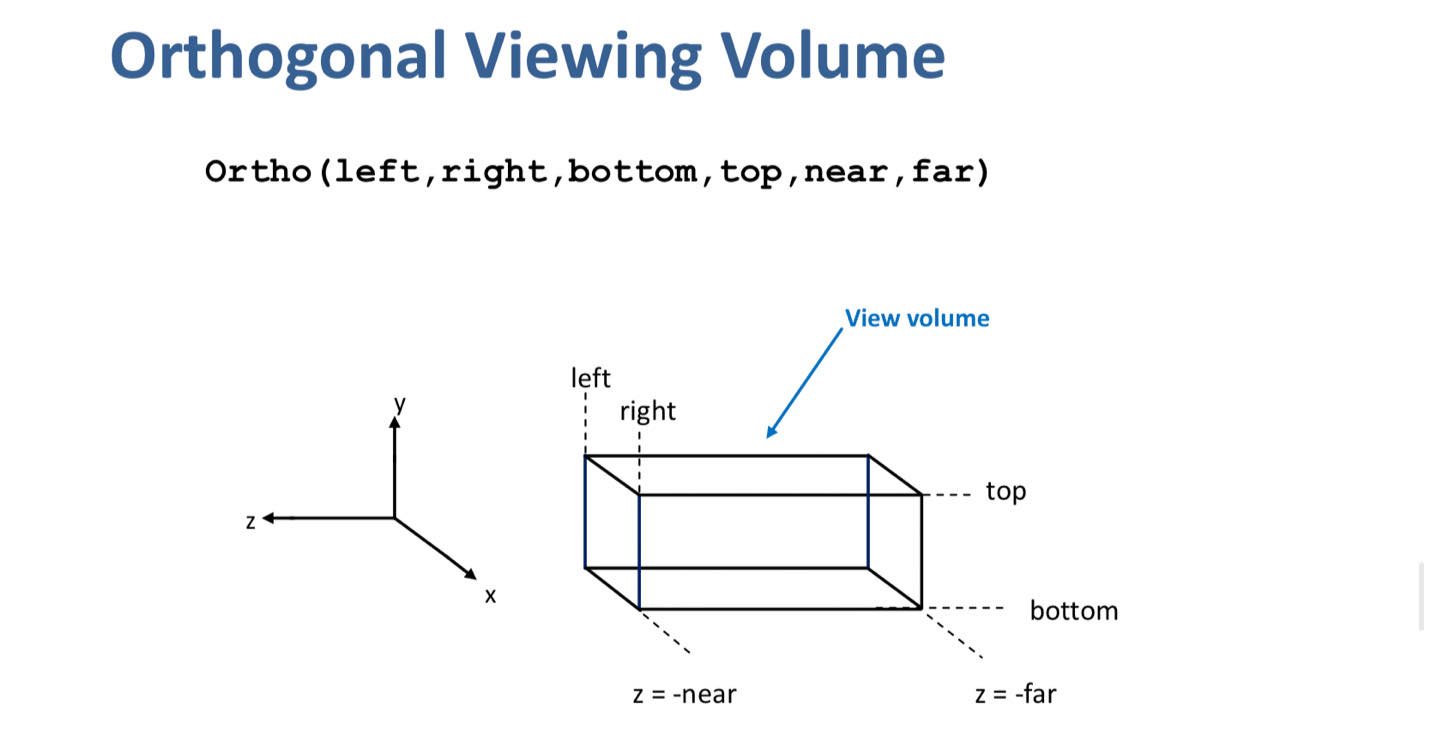 Orthogonal Viewing Volume
Ortho(left,right,bottom,top,near,far)
View volume
left
right
y
z
x
top
bottom
z = -near
z = -far